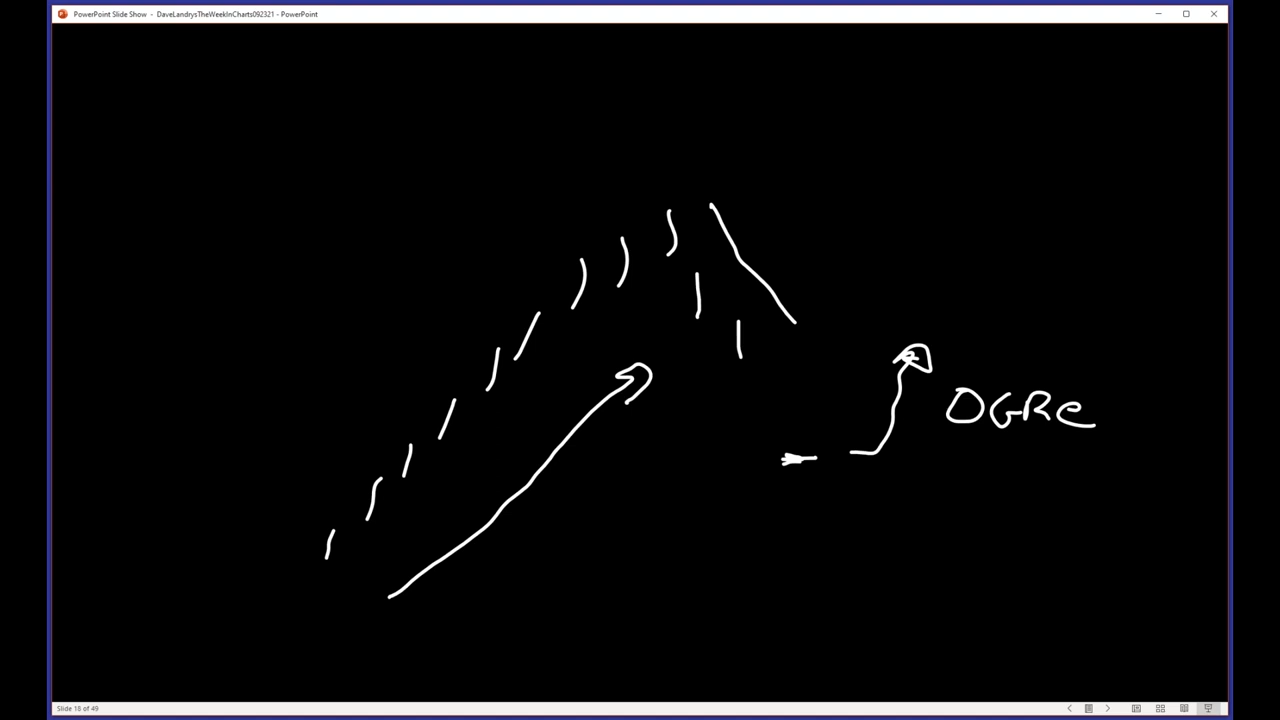 PowerPoint Slide Show - DaveLandrysTheWeekInCharts092321 - PowerPoint
OGRe
Slide 18 of 49